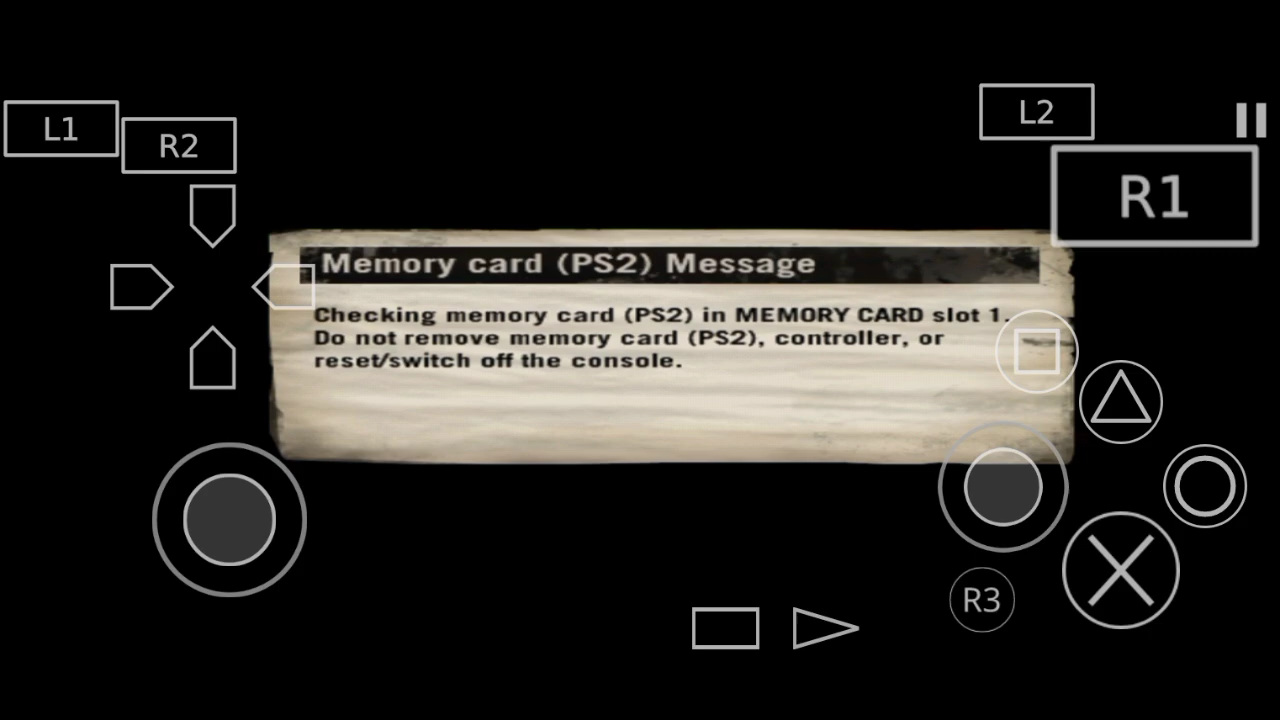 L1
R2
L2
R1
Memory card (PS2) Message
Checking memory card (PS2) in MEMORY CARD slot 1.
Do not remove memory card (PS2), controller, or
reset/switch off the console.
R3